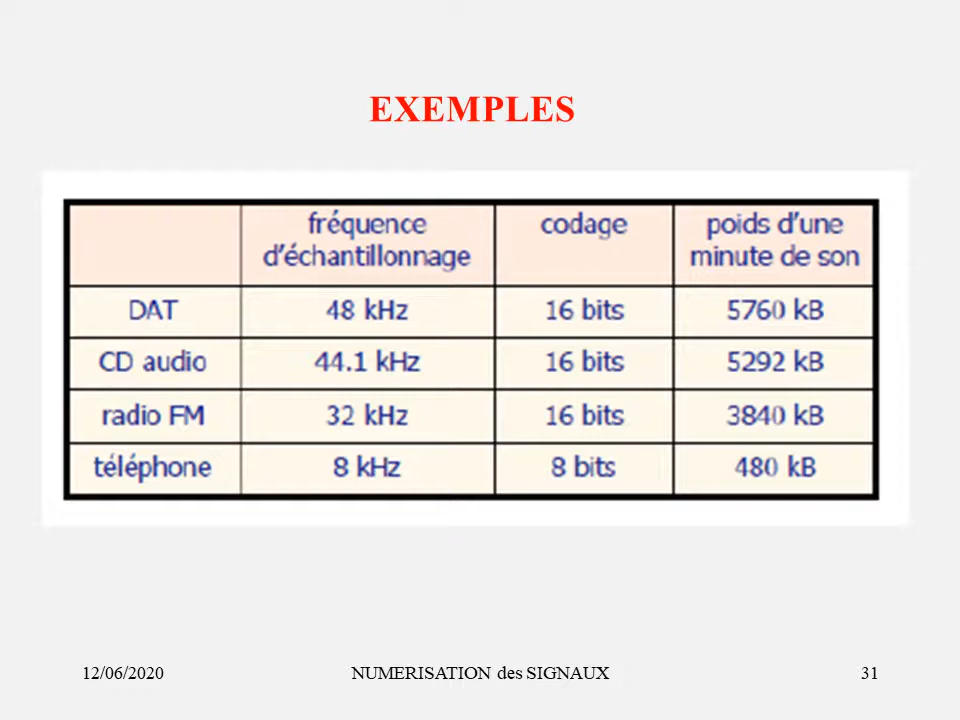 EXEMPLES
fréquence d'échantillonnage codage poids d'une minute de son
DAT 48 kHz 16 bits 5760 kB
CD audio 44.1 kHz 16 bits 5292 kB
radio FM 32 kHz 16 bits 3840 kB
téléphone 8 kHz 8 bits 480 kB
12/06/2020 NUMERISATION des SIGNAUX 31